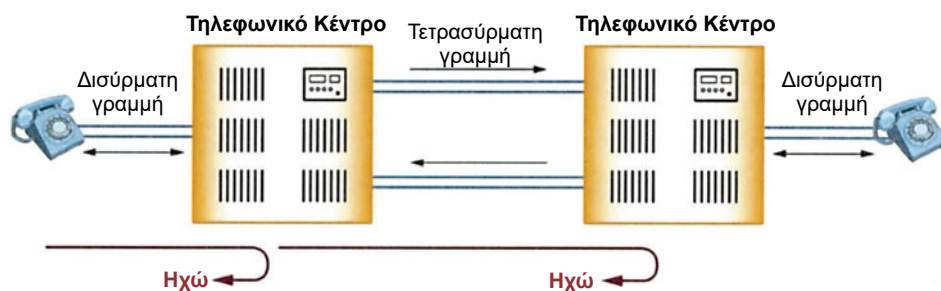 Τηλεφωνικό Κέντρο
Τετρασύρματη
γραμμή
Τηλεφωνικό Κέντρο
Δισύρματη
γραμμή
Δισύρματη
γραμμή
Ηχώ
Ηχώ